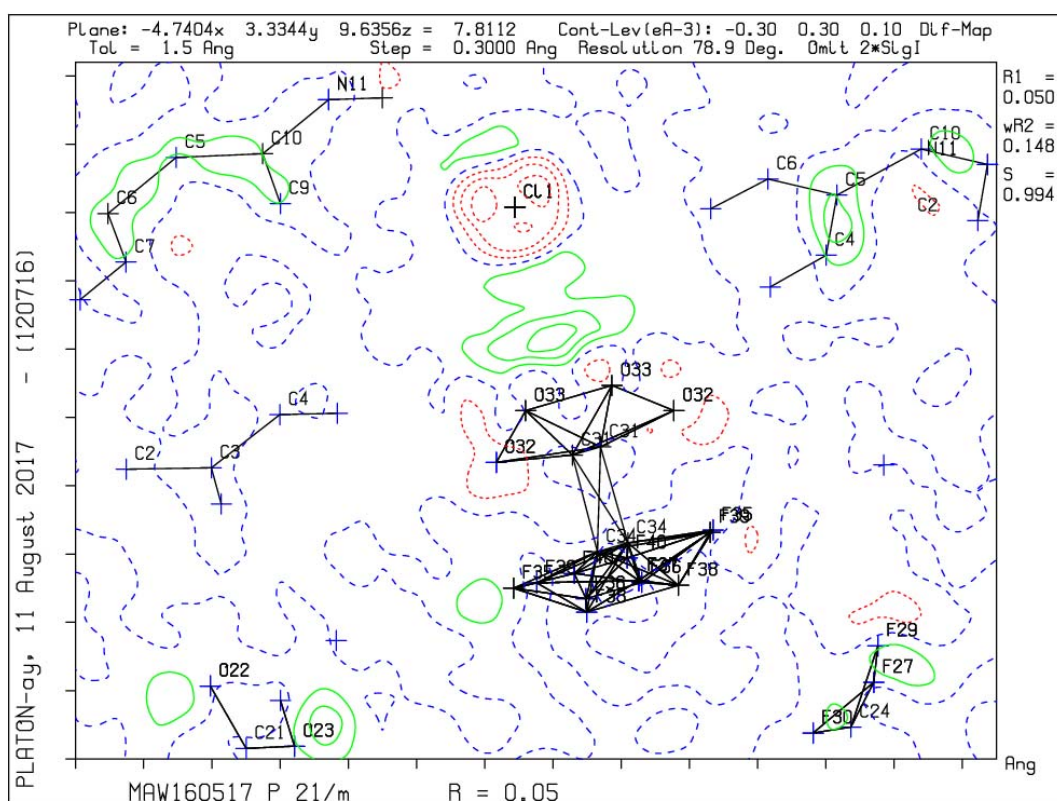 Plane: -4.7404x 3.3344y 9.6356z = 7.8112 Cont-Lev(eA-3): -0.30 0.30 0.10 Dif-Map
Tol = 1.5 Ang Step = 0.3000 Ang Resolution 78.9 Deg. Omit 2*SigI
R1 =
0.050
wR2 =
0.148
S =
0.994
PLATON-ay, 11 August 2017 - (120716)
N11
C5
C10
C6
C9
C7
Cl1
C10
N11
C6
C5
C2
C4
O33
O33
O32
C4
C31
C31
O32
C2
C3
C34
C34
F38
F29
F27
O22
C24
F30
C21
O23
Ang
MAW160517 P 21/m R = 0.05